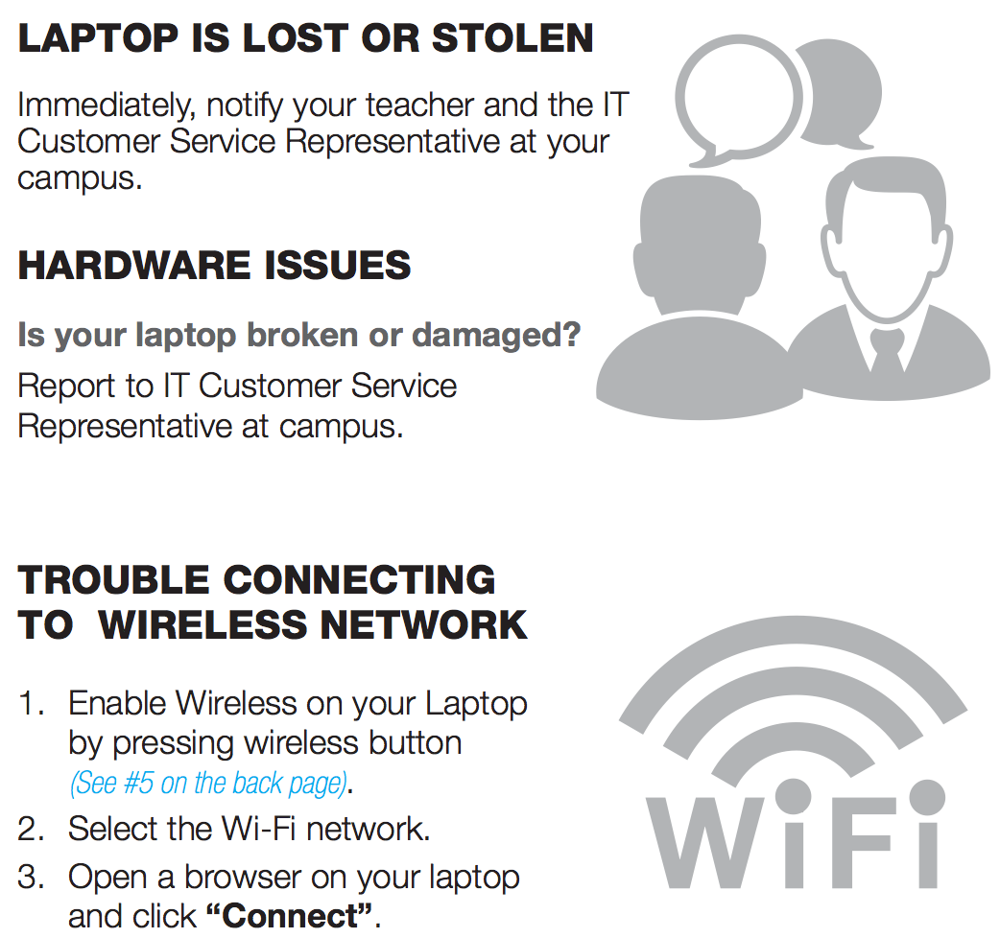 LAPTOP IS LOST OR STOLEN
Immediately, notify your teacher and the IT
Customer Service Representative at your
campus.
HARDWARE ISSUES
Is your laptop broken or damaged?
Report to IT Customer Service
Representative at campus.
TROUBLE CONNECTING
TO  WIRELESS NETWORK
1. Enable Wireless on your Laptop
by pressing wireless button
(See #5 on the back page).
2. Select the Wi-Fi network.
3. Open a browser on your laptop
and click “Connect”.
WiFi